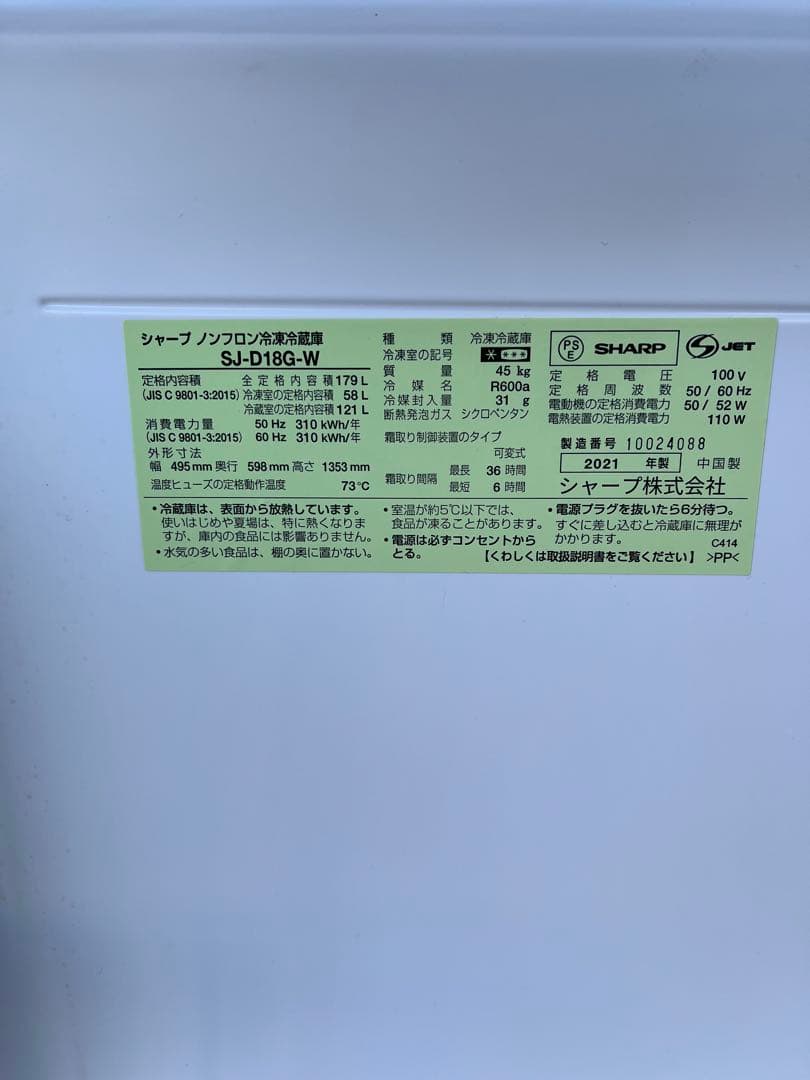 シャープ ノンフロン冷凍冷蔵庫
SJ-D18G-W
定格内容積 全定格内容積 179 L
(JIS C 9801-3:2015) 冷凍室の定格内容積 58 L
冷蔵室の定格内容積 121 L
消費電力量 50 Hz 310 kWh/年
(JIS C 9801-3:2015) 60 Hz 310 kWh/年
外形寸法
幅 495 mm 奥行 598 mm 高さ 1353 mm
温度ヒューズの定格動作温度 73 °C
種類 冷凍冷蔵庫
冷凍室の記号
質量 45 kg
冷媒名 R600a
冷媒封入量 31 g
断熱発泡ガス シクロペンタン
霜取り制御装置のタイプ
可変式
霜取り間隔 最長 36 時間
最短 6 時間
PS
E
SHARP
JET
定格電圧 100 V
定格周波数 50 / 60 Hz
電動機の定格消費電力 50 / 52 W
電熱装置の定格消費電力 110 W
製造番号 10024088
2021 年製 中国製
シャープ株式会社
・冷蔵庫は、表面から放熱しています。
使いはじめや夏場は、特に熱くなりま
すが、庫内の食品には影響ありません。
・水気の多い食品は、棚の奥に置かない。
・室温が約5℃以下では、
食品が凍ることがあります。
・電源は必ずコンセントから
とる。
・電源プラグを抜いたら6分待つ。
すぐに差し込むと冷蔵庫に無理が
かかります。
C414
【くわしくは取扱説明書をご覧ください】 >PP<